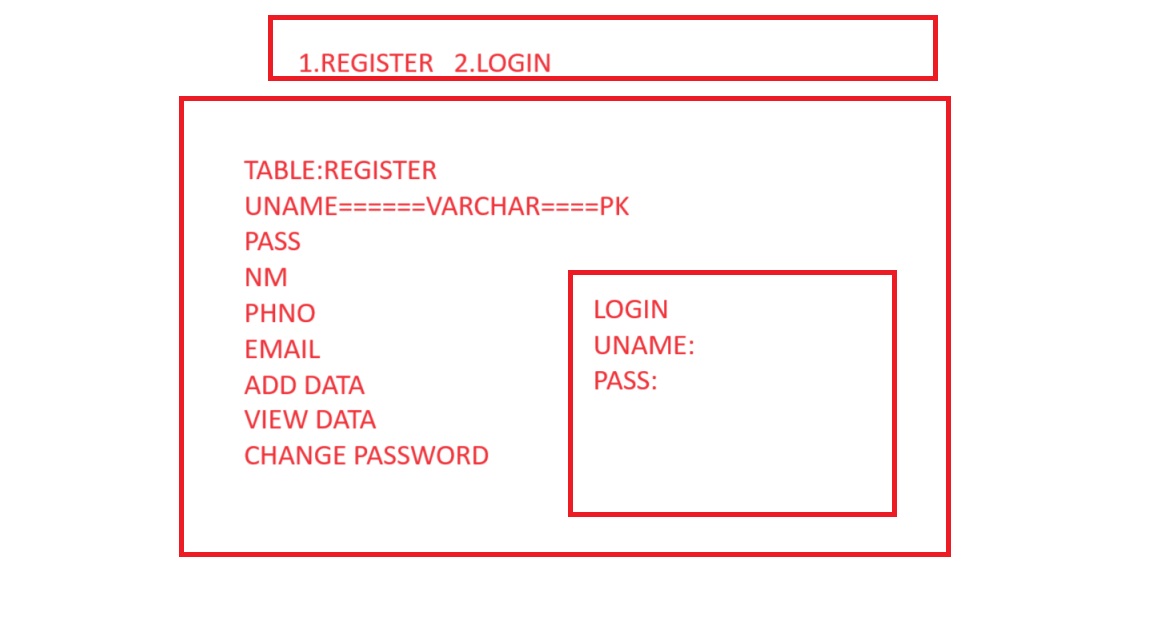 1.REGISTER 2.LOGIN
TABLE:REGISTER
UNAME======VARCHAR====PK
PASS
NM
PHNO
EMAIL
ADD DATA
VIEW DATA
CHANGE PASSWORD
LOGIN
UNAME:
PASS: